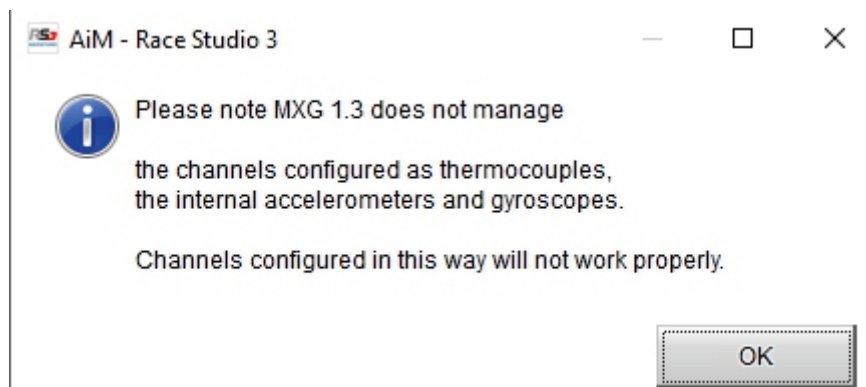 AiM - Race Studio 3
Please note MXG 1.3 does not manage
the channels configured as thermocouples,
the internal accelerometers and gyroscopes.
Channels configured in this way will not work properly.
OK